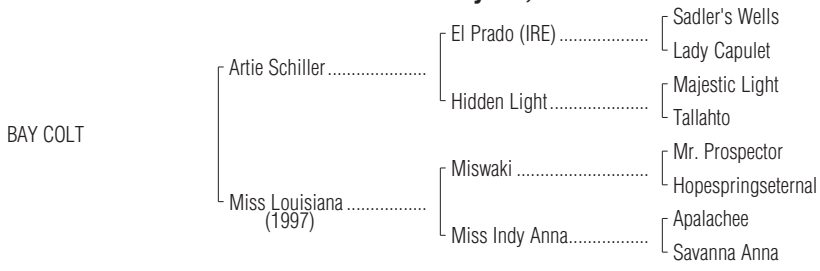 Sadler's Wells
El Prado (IRE) .....................
Lady Capulet
Artie Schiller .......................
Majestic Light
Hidden Light.......................
Tallahto
BAY COLT
Mr. Prospector
Miswaki .............................
Hopespringseternal
Miss Louisiana ..................
(1997)
Apalachee
Miss Indy Anna..................
Savanna Anna